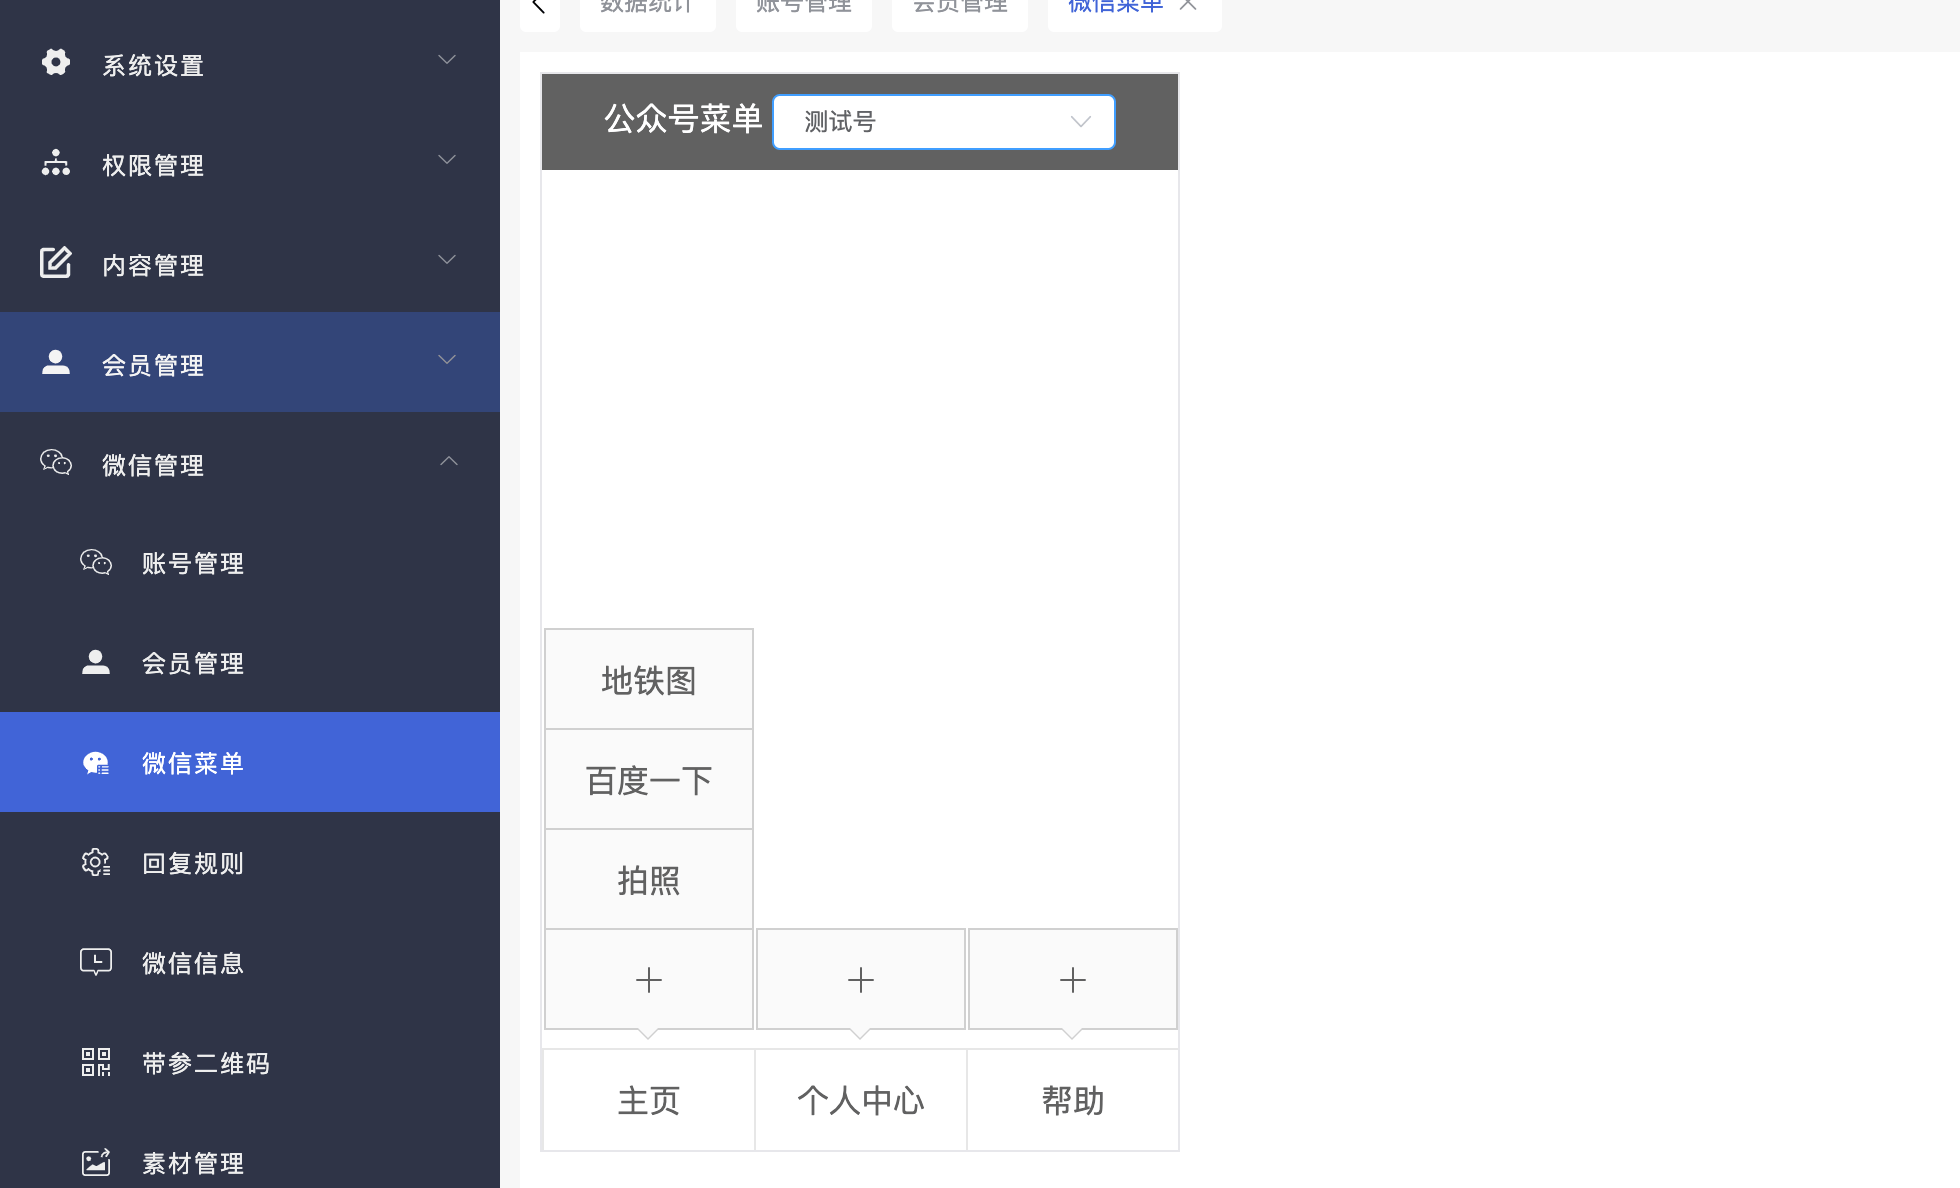 数据统计
账号管理
会员管理
微信菜单
系统设置
权限管理
内容管理
会员管理
微信管理
账号管理
会员管理
微信菜单
回复规则
微信信息
带参二维码
素材管理
公众号菜单
测试号
地铁图
百度一下
拍照
主页
个人中心
帮助